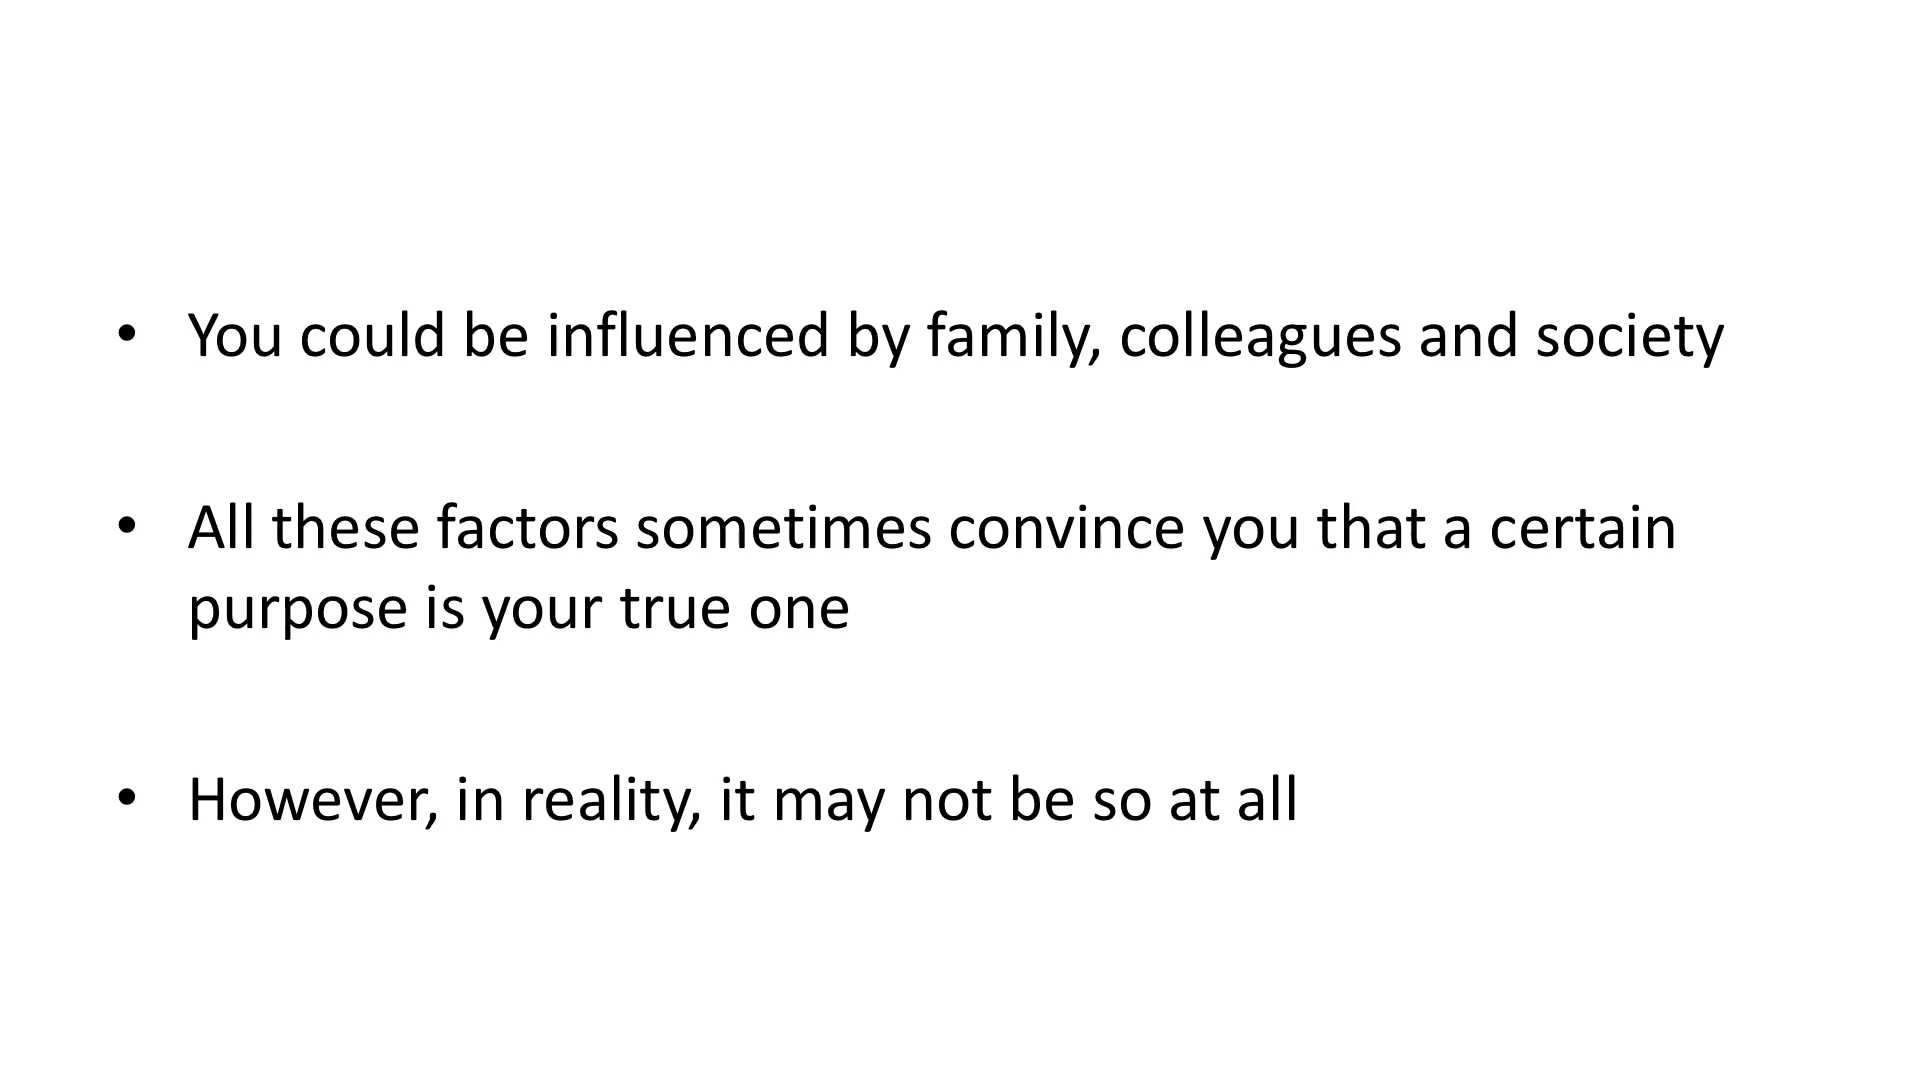 • You could be influenced by family, colleagues and society
• All these factors sometimes convince you that a certain
purpose is your true one
• However, in reality, it may not be so at all